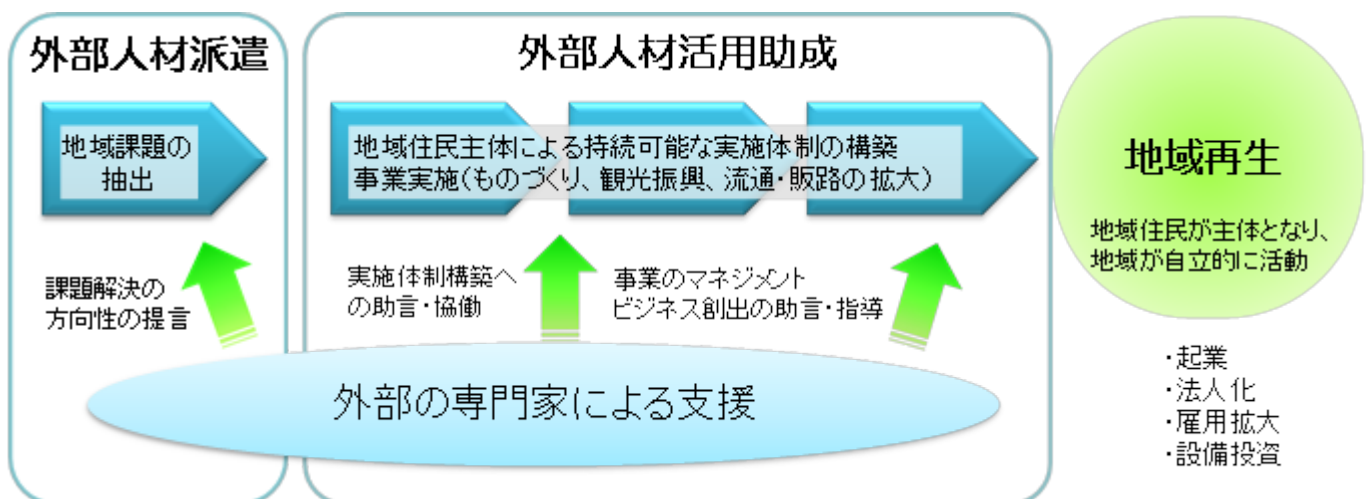 外部人材派遣
地域課題の
抽出
課題解決の
方向性の提言
外部人材活用助成
地域住民主体による持続可能な実施体制の構築
事業実施(ものづくり、観光振興、流通・販路の拡大)
実施体制構築へ
の助言・協働
事業のマネジメント
ビジネス創出の助言・指導
外部の専門家による支援
地域再生
地域住民が主体となり、
地域が自立的に活動
・起業
・法人化
・雇用拡大
・設備投資